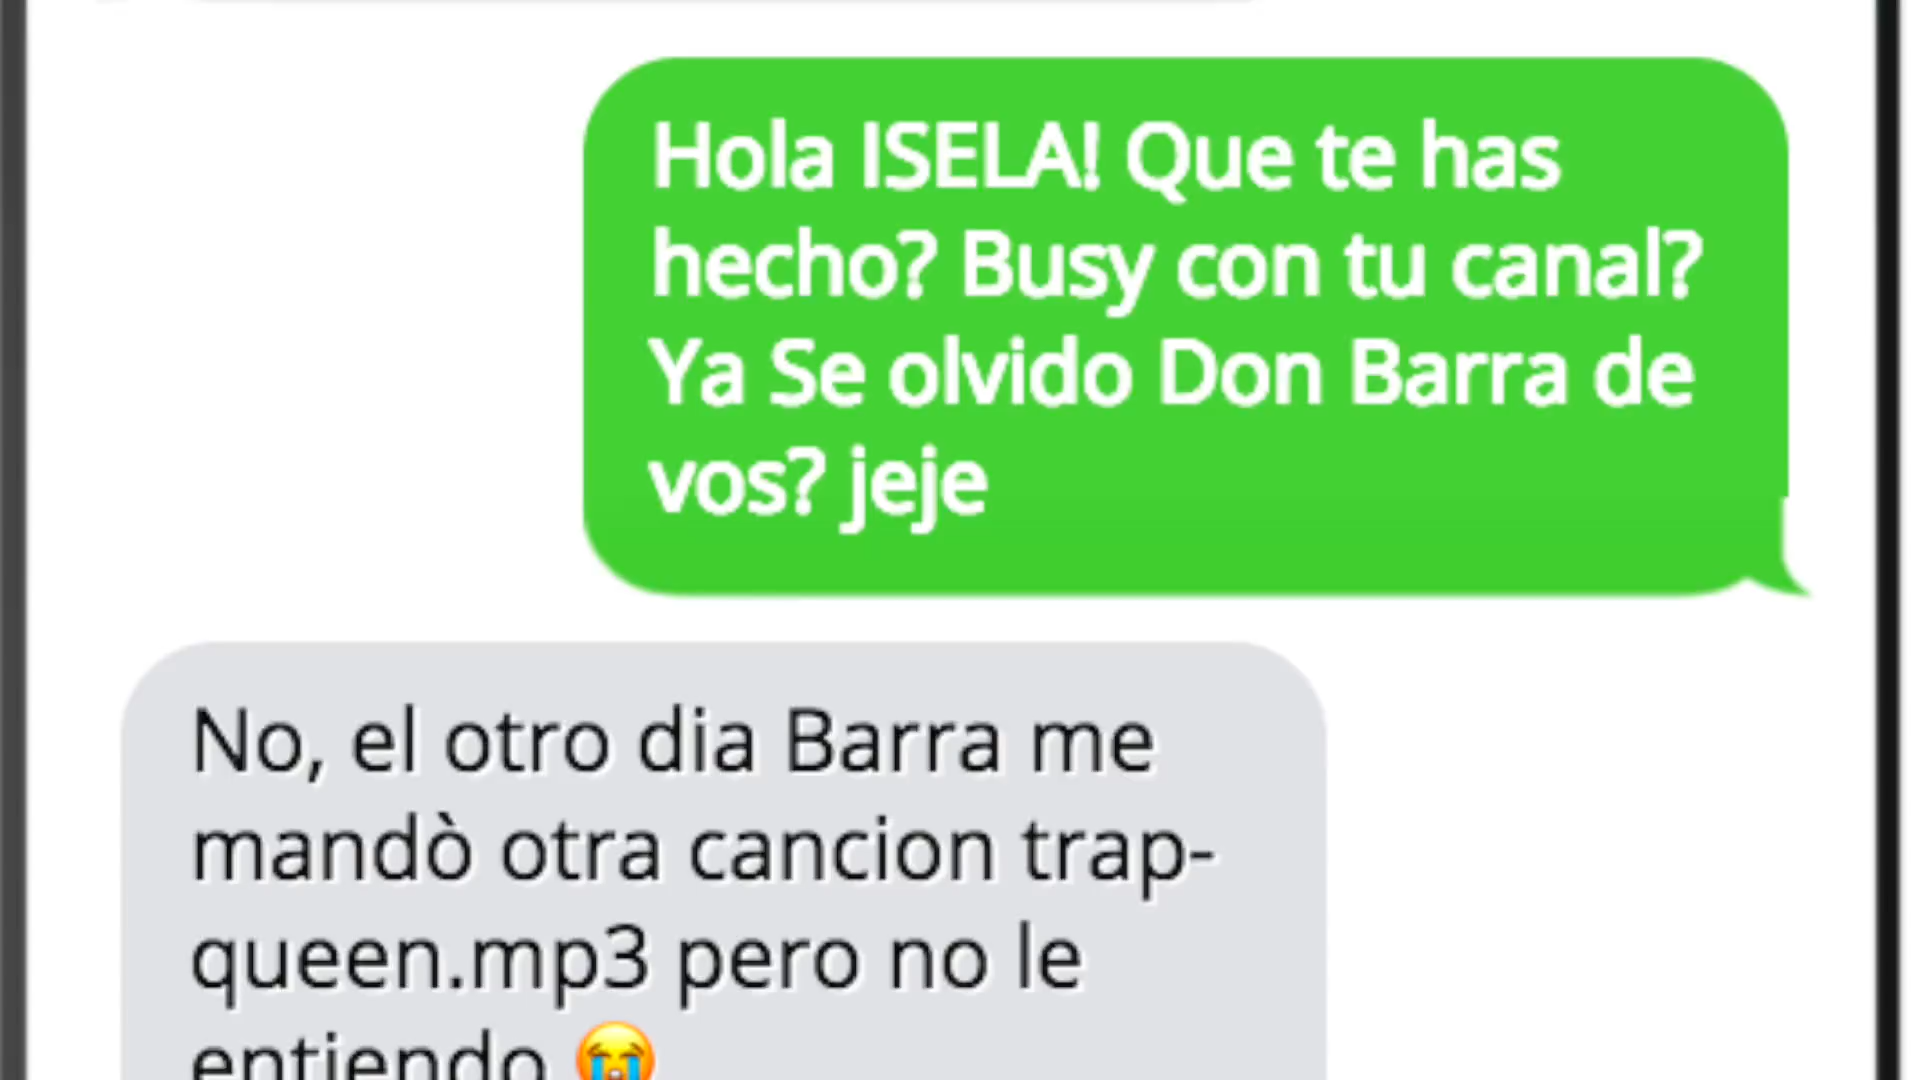 Hola ISELA! Que te has
hecho? Busy con tu canal?
Ya Se olvido Don Barra de
vos? jeje
No, el otro dia Barra me
mandò otra cancion trap-
queen.mp3 pero no le
entiendo 😭